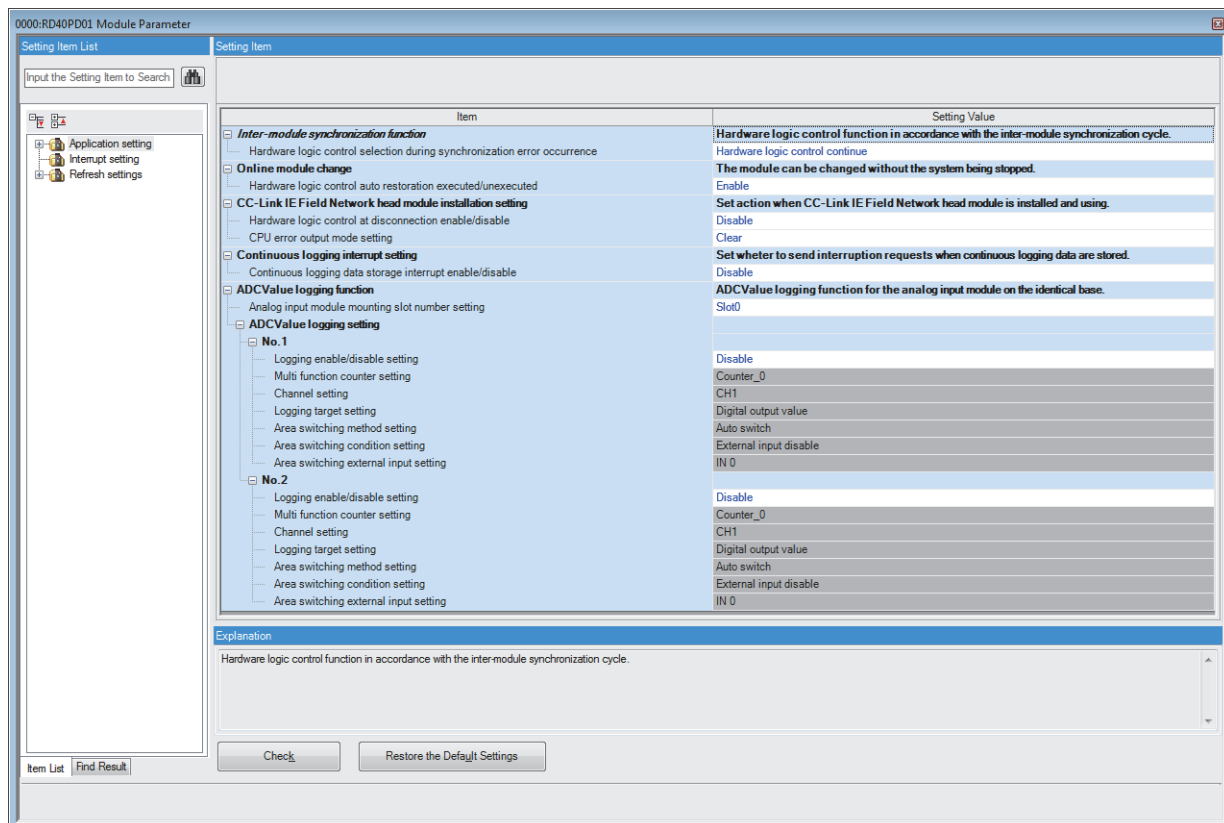 0000:RD40PD01 Module Parameter
Setting Item List
Setting Item
Input the Setting Item to Search
Application setting
Interrupt setting
Refresh settings
Item Setting Value
Inter-module synchronization function Hardware logic control function in accordance with the inter-module synchronization cycle.
Hardware logic control selection during synchronization error occurrence Hardware logic control continue
Online module change The module can be changed without the system being stopped.
Hardware logic control auto restoration executed/unexecuted Enable
CC-Link IE Field Network head module installation setting Set action when CC-Link IE Field Network head module is installed and using.
Hardware logic control at disconnection enable/disable Disable
CPU error output mode setting Clear
Continuous logging interrupt setting Set wheter to send interruption requests when continuous logging data are stored.
Continuous logging data storage interrupt enable/disable Disable
ADCValue logging function ADCValue logging function for the analog input module on the identical base.
Analog input module mounting slot number setting Slot0
ADCValue logging setting
No.1
Logging enable/disable setting Disable
Multi function counter setting Counter_0
Channel setting CH1
Logging target setting Digital output value
Area switching method setting Auto switch
Area switching condition setting External input disable
Area switching external input setting IN 0
No.2
Logging enable/disable setting Disable
Multi function counter setting Counter_0
Channel setting CH1
Logging target setting Digital output value
Area switching method setting Auto switch
Area switching condition setting External input disable
Area switching external input setting IN 0
Explanation
Hardware logic control function in accordance with the inter-module synchronization cycle.
Check
Restore the Default Settings
Item List
Find Result